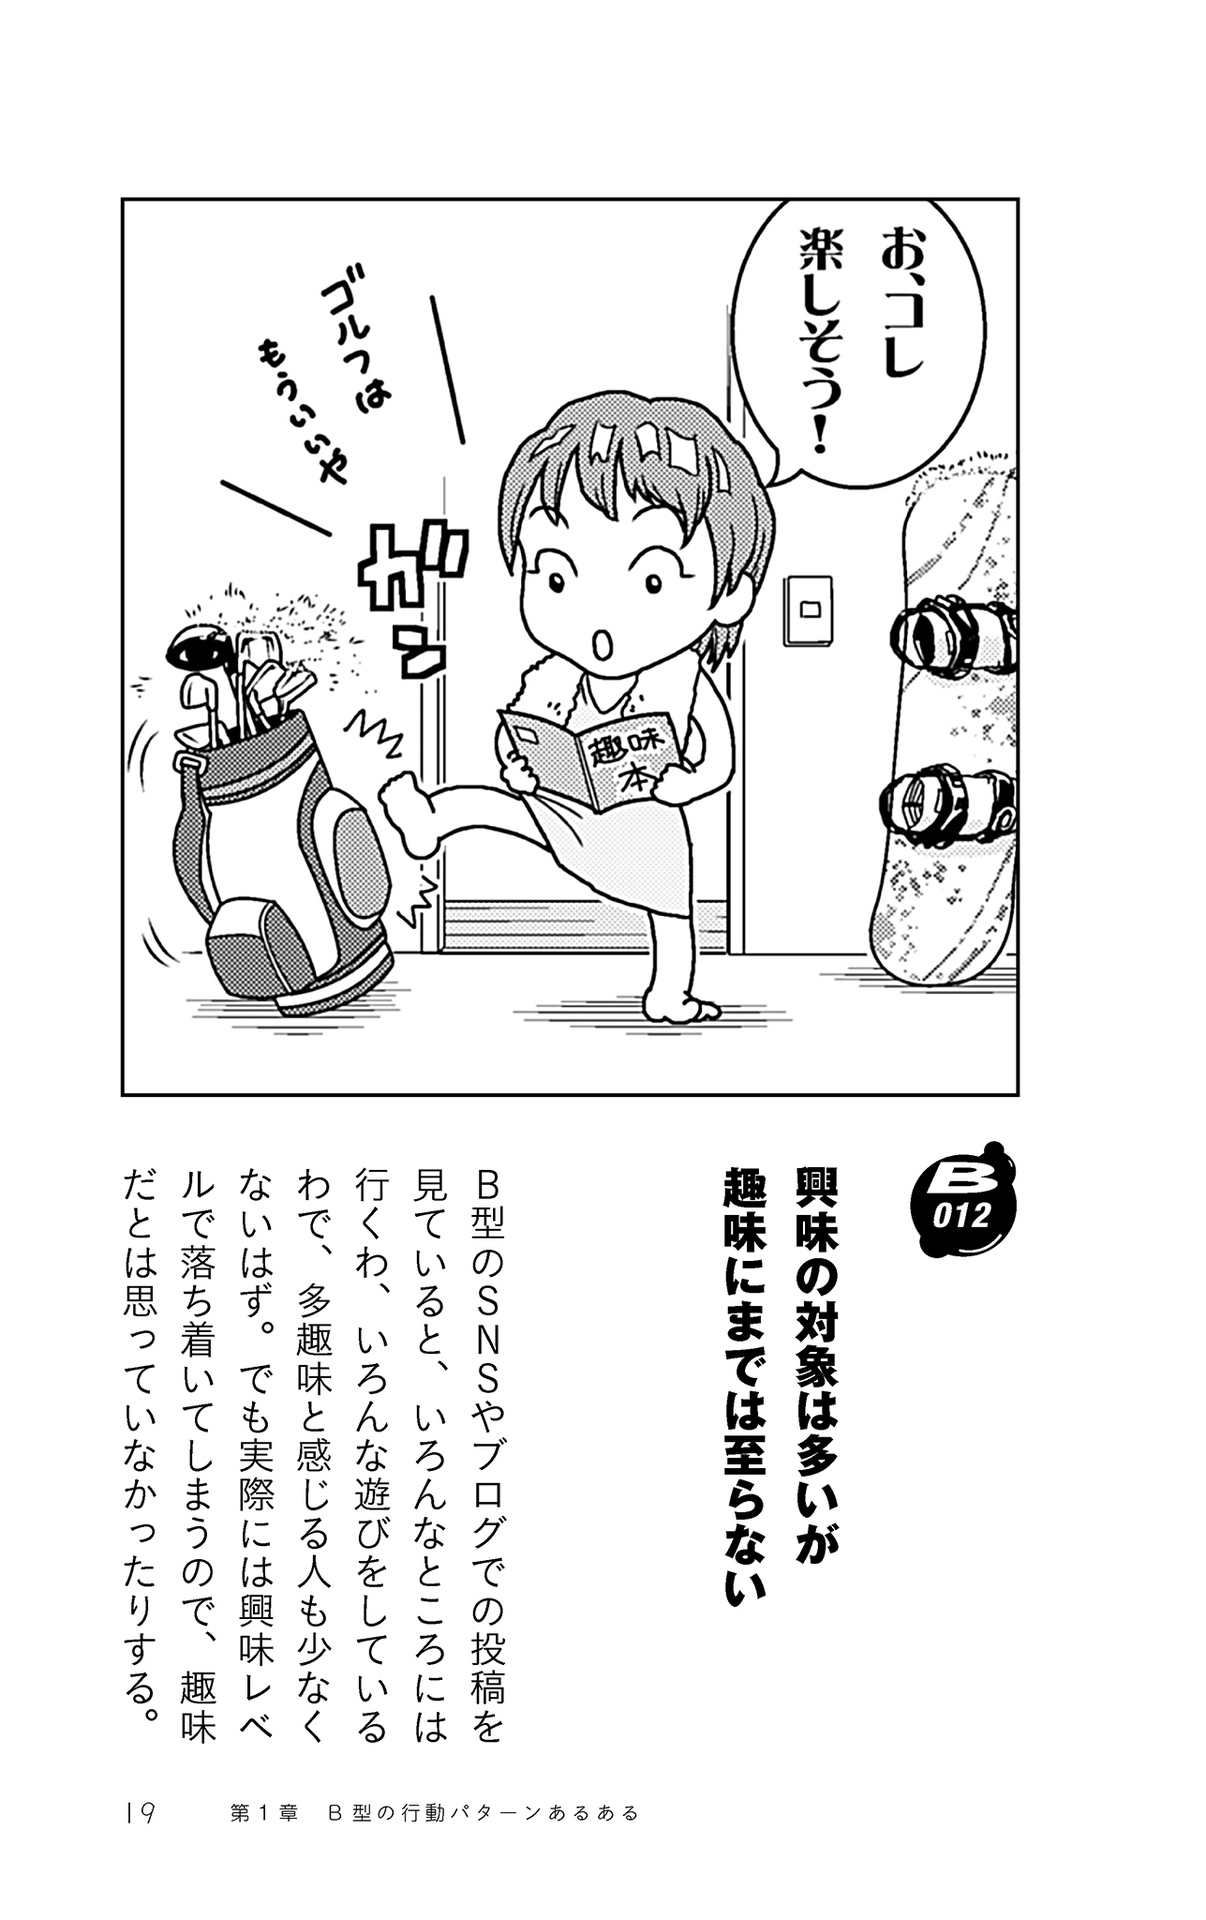 お、コレ
楽しそう!
ゴルフは
もういいや
ガ
ン
趣味
本
B
012
興味の対象は多いが
趣味にまでは至らない
B型のSNSやブログでの投稿を
見ていると、いろんなところには
行くわ、いろんな遊びをしている
わで、多趣味と感じる人も少なく
ないはず。でも実際には興味レベ
ルで落ち着いてしまうので、趣味
だとは思っていなかったりする。
19 第1章 B型の行動パターンあるある